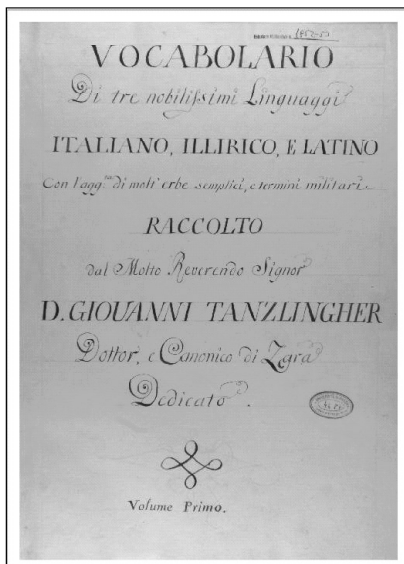 VOCABOLARIO
Di tre nobilissimi Linguaggi
ITALIANO, ILLIRICO, E LATINO
Con l'agg.ta di molt' erbe semplici, e termini militari
RACCOLTO
dal Molto Reverendo Signor
D. GIOUANNI TANZLINGHER
Dottor, e Canonico di Zara
Dedicato.
Volume Primo.